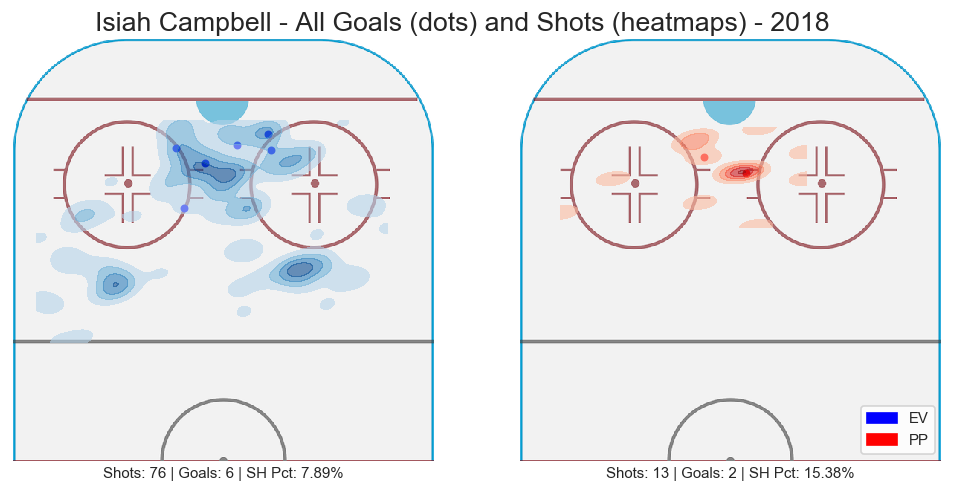 Isiah Campbell - All Goals (dots) and Shots (heatmaps) - 2018
EV
PP
Shots: 76 | Goals: 6 | SH Pct: 7.89%
Shots: 13 | Goals: 2 | SH Pct: 15.38%